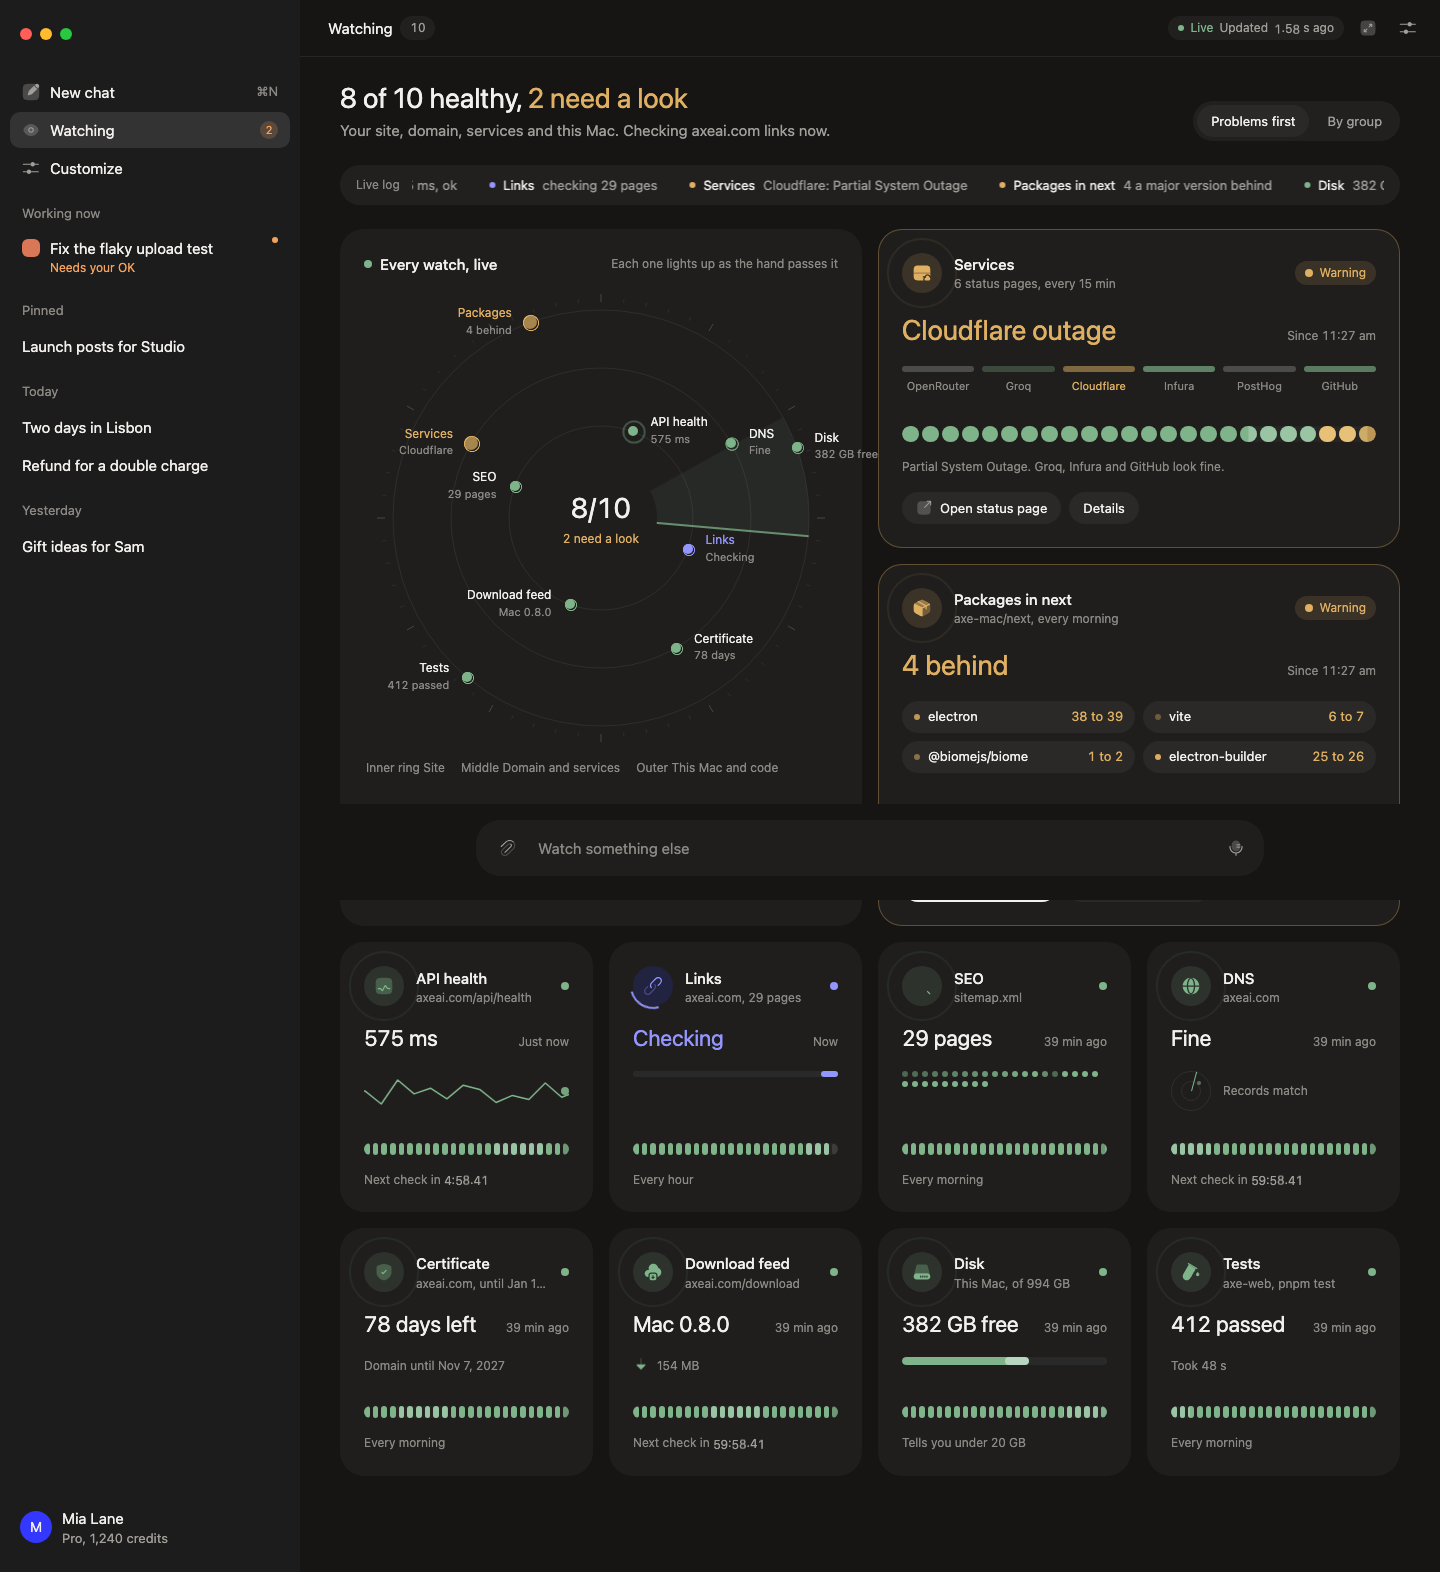 New chat ⌘N
Watching 2
Customize
Working now
Fix the flaky upload test
Needs your OK
Pinned
Launch posts for Studio
Today
Two days in Lisbon
Refund for a double charge
Yesterday
Gift ideas for Sam
M
Mia Lane
Pro, 1,240 credits
Watching 10
Live Updated 1.58 s ago
8 of 10 healthy, 2 need a look
Your site, domain, services and this Mac. Checking axeai.com links now.
Problems first By group
Live log ms, ok Links checking 29 pages Services Cloudflare: Partial System Outage Packages in next 4 a major version behind Disk 382
Every watch, live
Each one lights up as the hand passes it
Packages
4 behind
API health
575 ms
DNS
Fine
Disk
382 GB free
Services
Cloudflare
SEO
29 pages
8/10
2 need a look
Links
Checking
Download feed
Mac 0.8.0
Certificate
78 days
Tests
412 passed
Inner ring Site Middle Domain and services Outer This Mac and code
Services
6 status pages, every 15 min
Warning
Cloudflare outage
Since 11:27 am
OpenRouter Groq Cloudflare Infura PostHog GitHub
Partial System Outage. Groq, Infura and GitHub look fine.
Open status page Details
Packages in next
axe-mac/next, every morning
Warning
4 behind
Since 11:27 am
electron 38 to 39
vite 6 to 7
@biomejs/biome 1 to 2
electron-builder 25 to 26
Watch something else
API health
axeai.com/api/health
575 ms
Just now
Next check in 4:58.41
Links
axeai.com, 29 pages
Checking
Now
Every hour
SEO
sitemap.xml
29 pages
39 min ago
Every morning
DNS
axeai.com
Fine
39 min ago
Records match
Next check in 59:58.41
Certificate
axeai.com, until Jan 1...
78 days left
39 min ago
Domain until Nov 7, 2027
Every morning
Download feed
axeai.com/download
Mac 0.8.0
39 min ago
154 MB
Next check in 59:58.41
Disk
This Mac, of 994 GB
382 GB free
39 min ago
Tells you under 20 GB
Tests
axe-web, pnpm test
412 passed
39 min ago
Took 48 s
Every morning